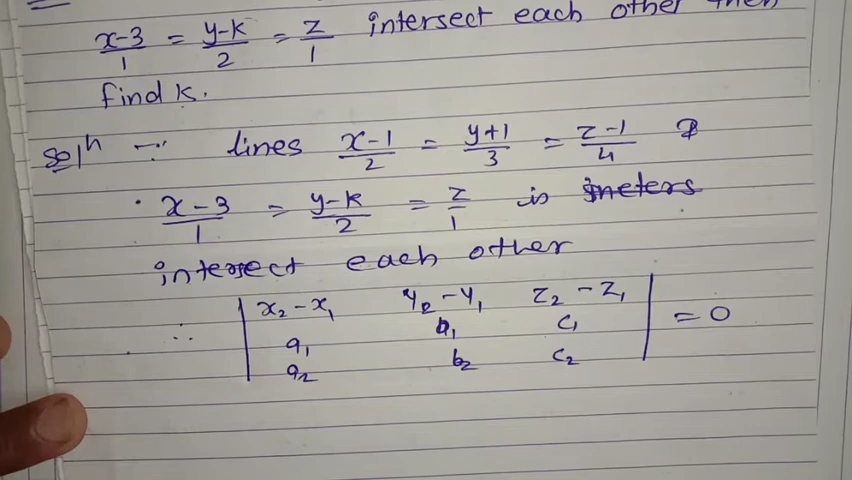 x-3/1 = y-k/2 = z/1 intersect each other then
find k.
Solⁿ ∵ lines x-1/2 = y+1/3 = z-1/4 &
x-3/1 = y-k/2 = z/1 is
intersect each other
∴ | x₂-x₁ y₂-y₁ z₂-z₁ | = 0
a₁ b₁ c₁
a₂ b₂ c₂